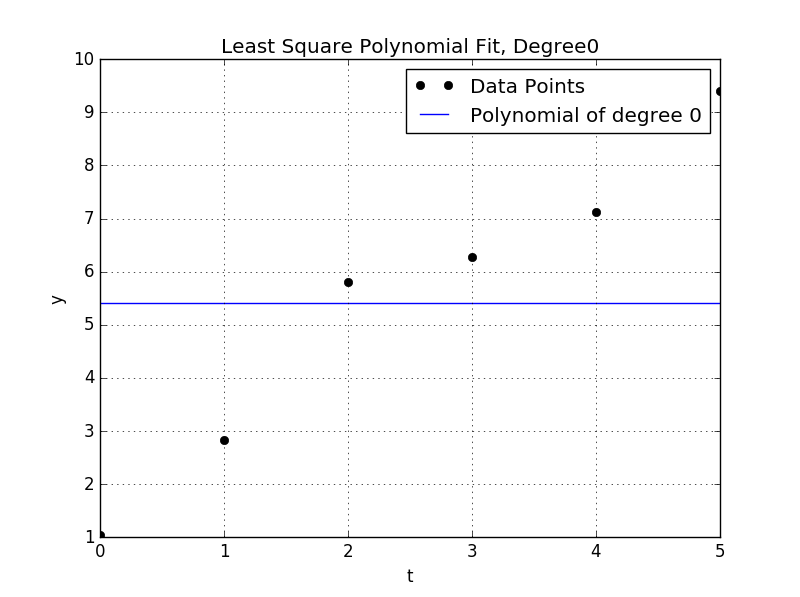 Least Square Polynomial Fit, Degree0
10
Data Points
9
Polynomial of degree 0
8
7
6
y
5
4
3
2
1
0 1 2 3 4 5
t